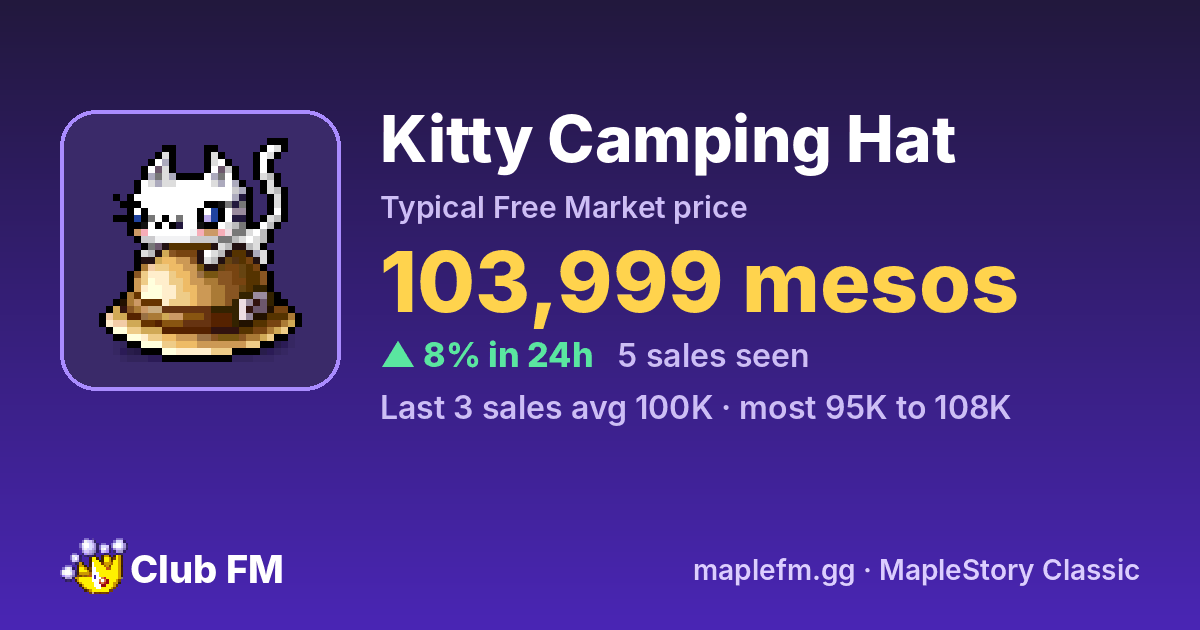 Kitty Camping Hat
Typical Free Market price
103,999 mesos
▲ 8% in 24h 5 sales seen
Last 3 sales avg 100K · most 95K to 108K
Club FM
maplefm.gg · MapleStory Classic